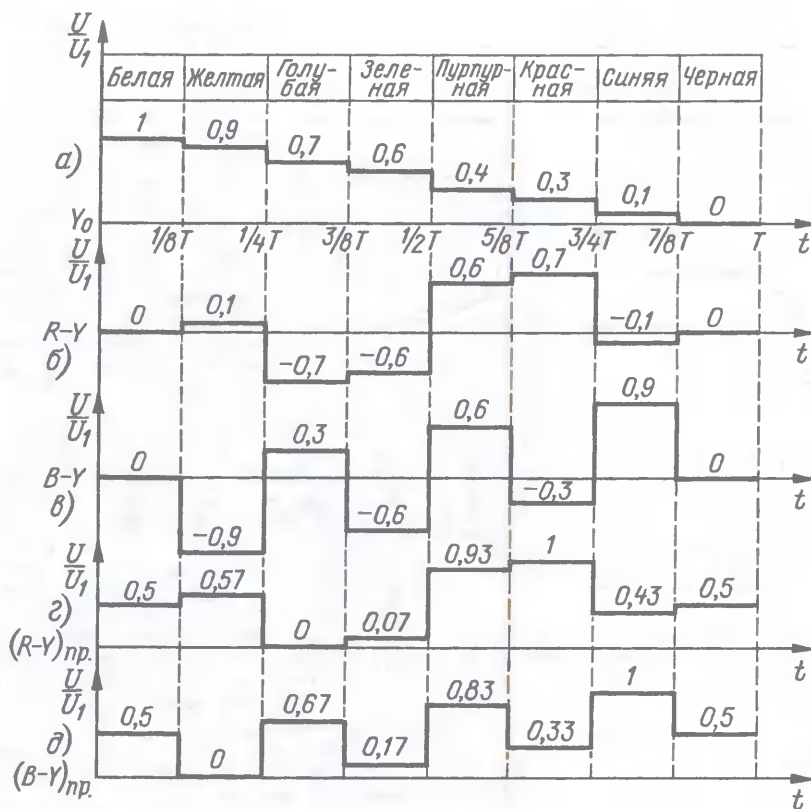 U/U₁
Белая Желтая Голу-бая Зеле-ная Пурпур-ная Крас-ная Синяя Черная
а)
1 0,9 0,7 0,6 0,4 0,3 0,1 0
Y₀ 1/8T 1/4T 3/8T 1/2T 5/8T 3/4T 7/8T T t
U/U₁
0 0,1 -0,7 -0,6 0,6 0,7 -0,1 0
R-Y t
б)
U/U₁
0 -0,9 0,3 -0,6 0,6 -0,3 0,9 0
B-Y t
в)
U/U₁
0,5 0,57 0 0,07 0,93 1 0,43 0,5
г)
(R-Y)пр. t
U/U₁
0,5 0 0,67 0,17 0,83 0,33 1 0,5
д)
(B-Y)пр. t